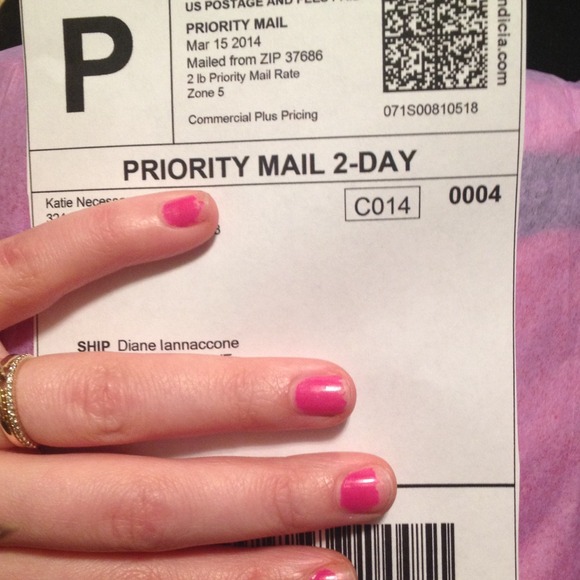 P
US POSTAGE AND FEES
PRIORITY MAIL
Mar 15 2014
Mailed from ZIP 37686
2 lb Priority Mail Rate
Zone 5
Commercial Plus Pricing
071S00810518
ndicia.com
PRIORITY MAIL 2-DAY
Katie
C014
0004
SHIP Diane Iannaccone